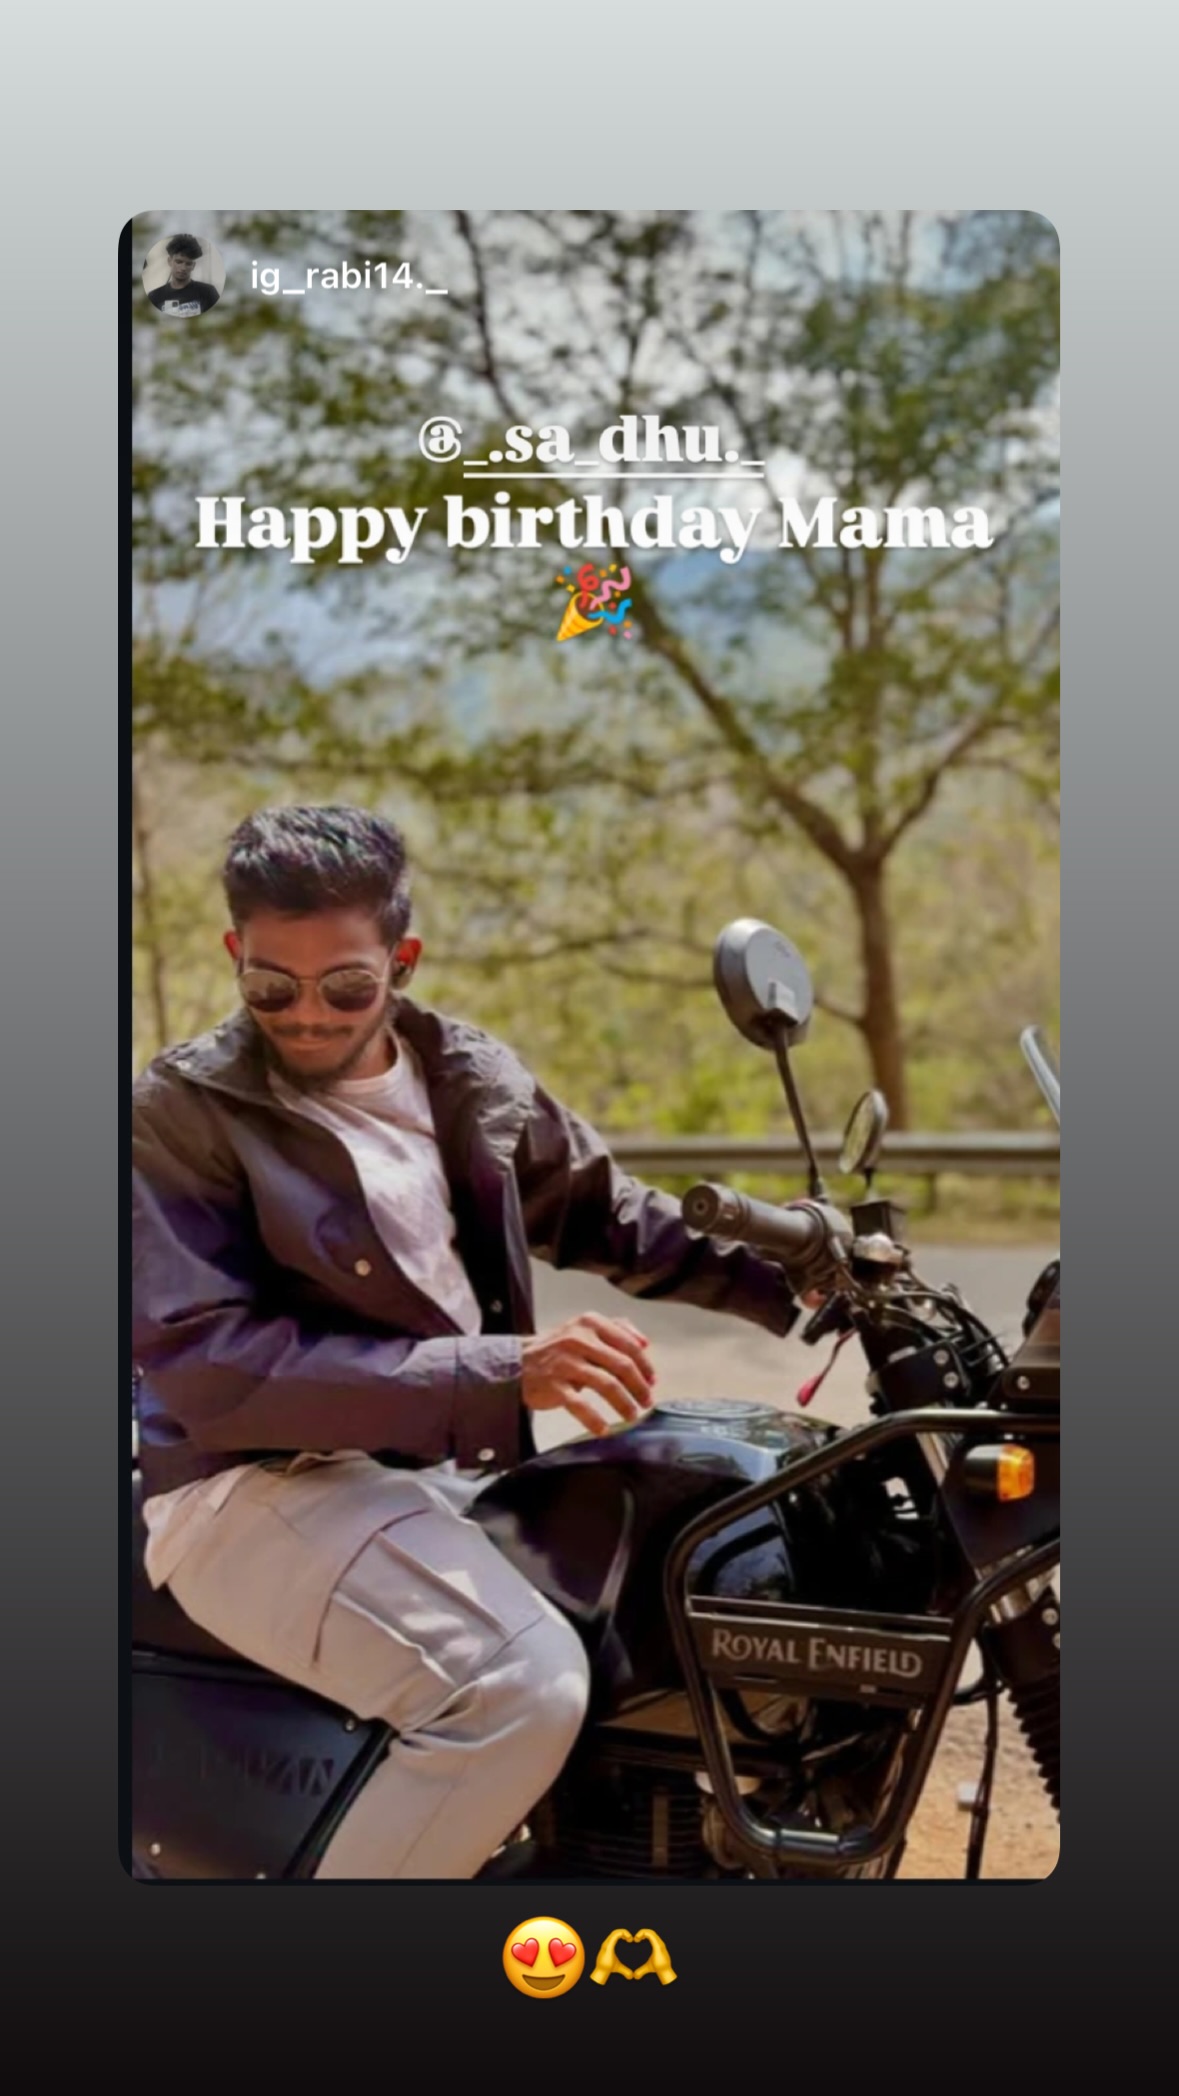 ig_rabi14._
@_.sa_dhu._
Happy birthday Mama
🎉
ROYAL ENFIELD
😍🫶